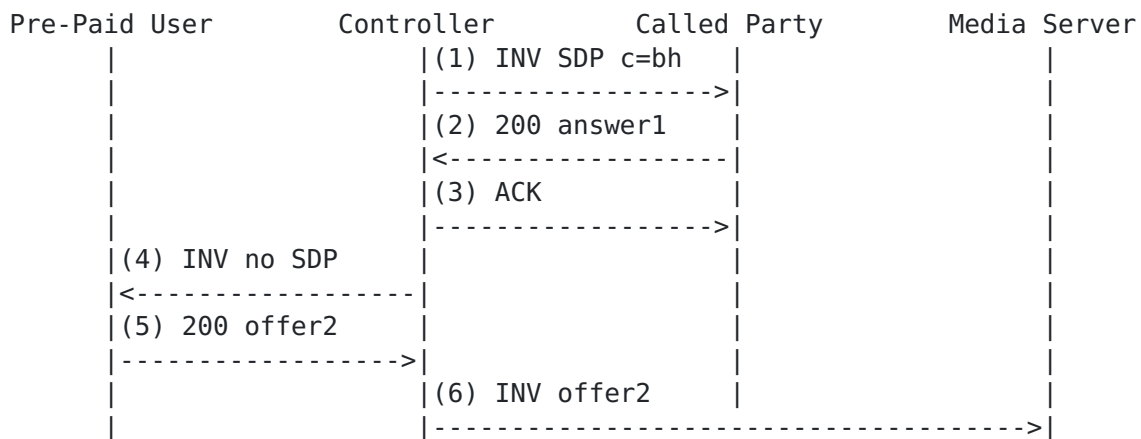 Pre-Paid User Controller Called Party Media Server
(1) INV SDP c=bh
(2) 200 answer1
(3) ACK
(4) INV no SDP
(5) 200 offer2
(6) INV offer2